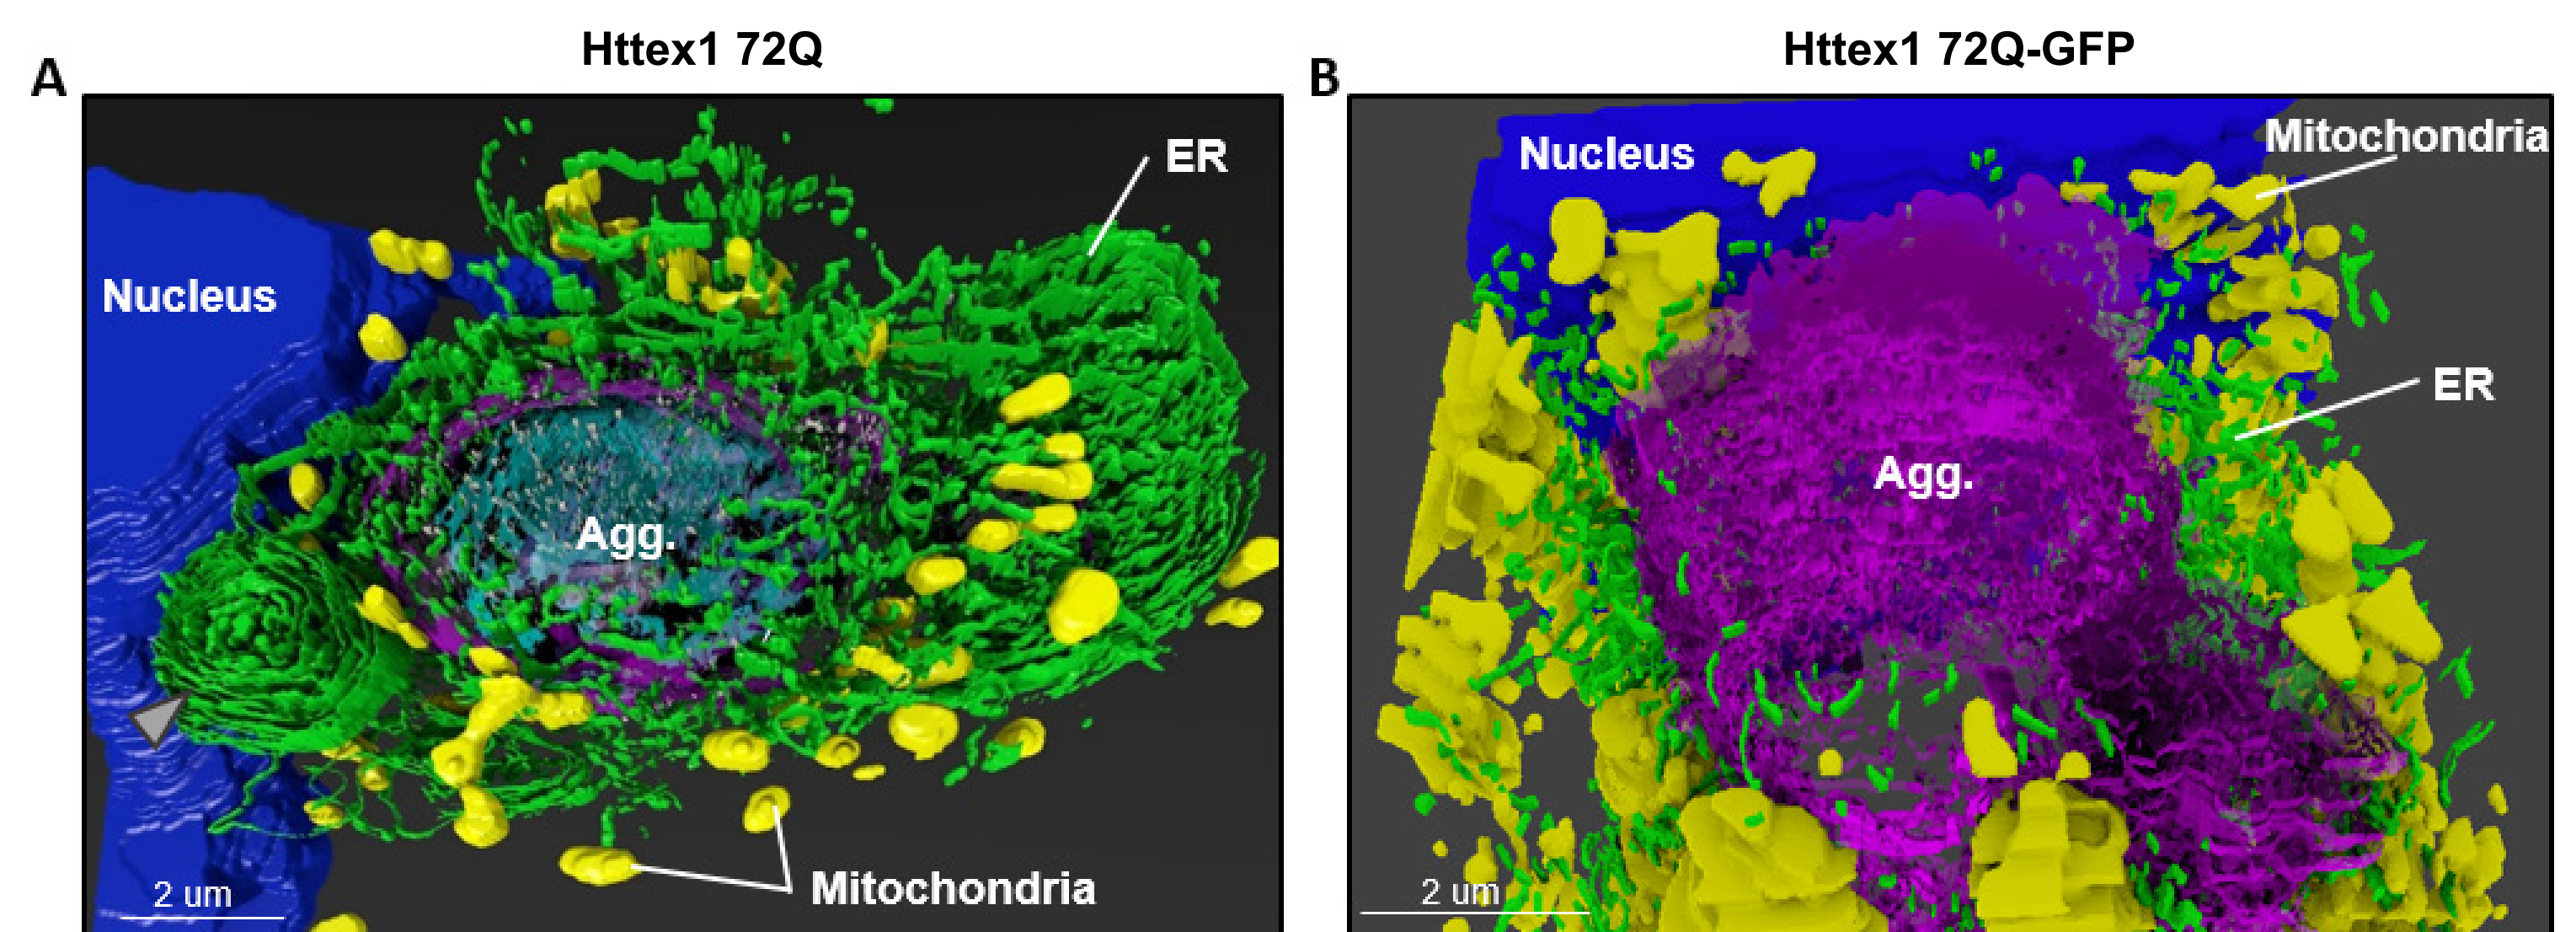 Httex1 72Q
A
Nucleus
ER
Agg.
Mitochondria
2 um
Httex1 72Q-GFP
B
Nucleus
Mitochondria
ER
Agg.
2 um